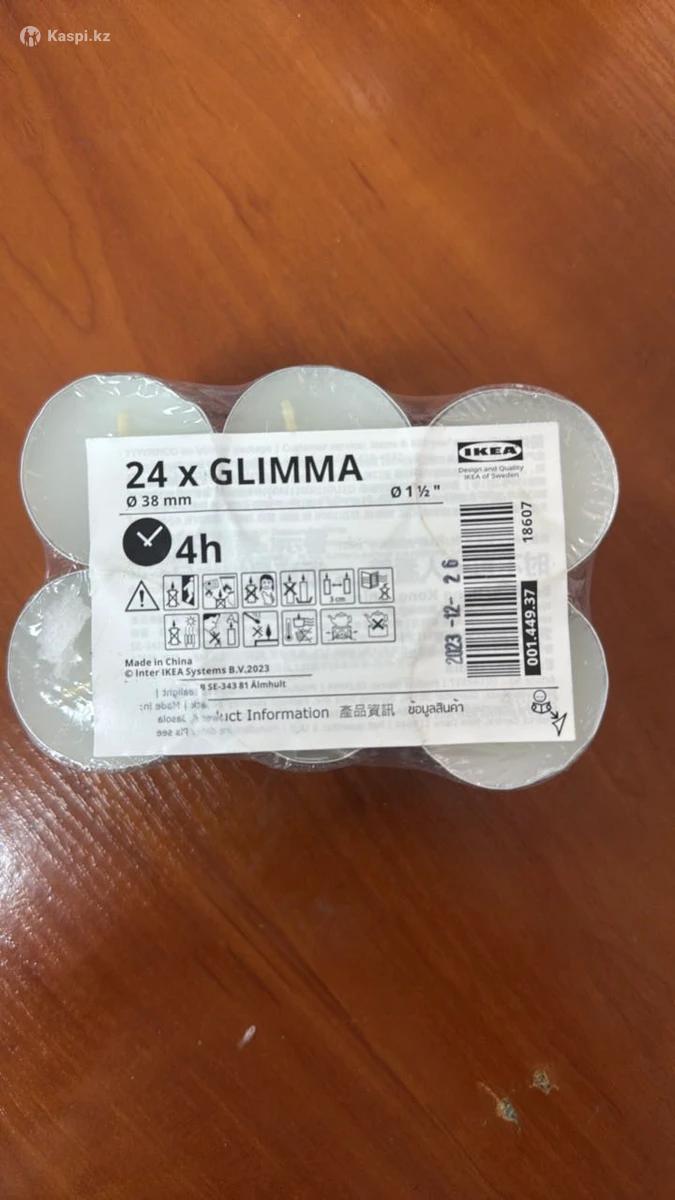 Kaspi.kz
24 x GLIMMA
Ø 38 mm
Ø 1 ½ "
IKEA
Design and Quality
IKEA of Sweden
4h
3 cm
2023-12-26
18607
001.449.37
Made in China
© Inter IKEA Systems B.V.2023
SE-343 81 Älmhult
uct Information 產品資訊 ข้อมูลสินค้า